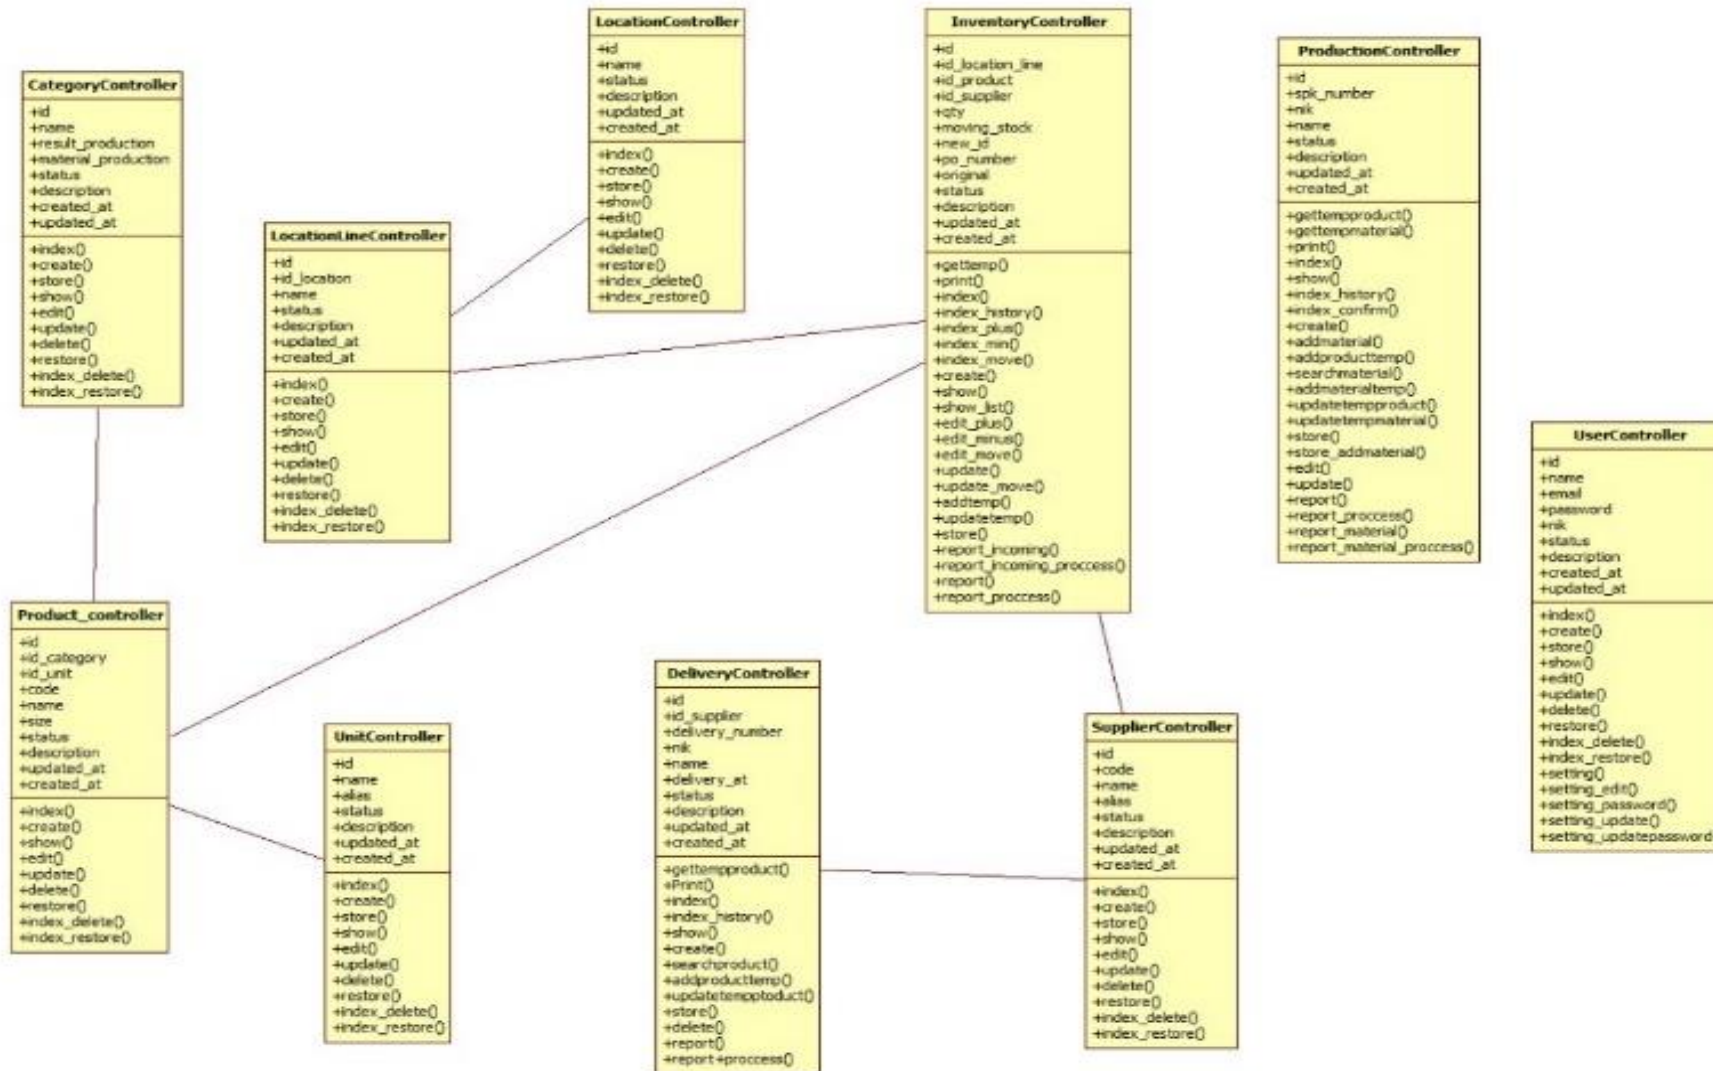 CategoryController
+id
+name
+result_production
+material_production
+status
+description
+created_at
+updated_at
+index()
+create()
+store()
+show()
+edit()
+update()
+delete()
+restore()
+index_delete()
+index_restore()
LocationLineController
+id
+id_location
+name
+status
+description
+updated_at
+created_at
+index()
+create()
+store()
+show()
+edit()
+update()
+delete()
+restore()
+index_delete()
+index_restore()
LocationController
+id
+name
+status
+description
+updated_at
+created_at
+index()
+create()
+store()
+show()
+edit()
+update()
+delete()
+restore()
+index_delete()
+index_restore()
InventoryController
+id
+id_location_line
+id_product
+id_supplier
+qty
+moving_stock
+new_id
+po_number
+original
+status
+description
+updated_at
+created_at
+gettemp()
+print()
+index()
+index_history()
+index_plus()
+index_min()
+index_move()
+create()
+show()
+show_list()
+edit_plus()
+edit_minus()
+edit_move()
+update()
+update_move()
+addtemp()
+updatetemp()
+store()
+report_incoming()
+report_incoming_proccess()
+report()
+report_proccess()
ProductionController
+id
+spk_number
+nik
+name
+status
+description
+updated_at
+created_at
+gettempproduct()
+gettempmaterial()
+print()
+index()
+show()
+index_history()
+index_confirm()
+create()
+addmaterial()
+addproducttemp()
+searchmaterial()
+addmaterialtemp()
+updatetempproduct()
+updatetempmaterial()
+store()
+store_addmaterial()
+edit()
+update()
+report()
+report_proccess()
+report_material()
+report_material_proccess()
UserController
+id
+name
+email
+password
+nik
+status
+description
+created_at
+updated_at
+index()
+create()
+store()
+show()
+edit()
+update()
+delete()
+restore()
+index_delete()
+index_restore()
+setting()
+setting_edit()
+setting_password()
+setting_update()
+setting_updatepassword
Product_controller
+id
+id_category
+id_unit
+code
+name
+size
+status
+description
+updated_at
+created_at
+index()
+create()
+show()
+edit()
+update()
+delete()
+restore()
+index_delete()
+index_restore()
UnitController
+id
+name
+alias
+status
+description
+updated_at
+created_at
+index()
+create()
+store()
+show()
+edit()
+update()
+delete()
+restore()
+index_delete()
+index_restore()
DeliveryController
+id
+id_supplier
+delivery_number
+nik
+name
+delivery_at
+status
+description
+updated_at
+created_at
+gettempproduct()
+Print()
+index()
+index_history()
+show()
+create()
+searchproduct()
+addproducttemp()
+updatetempptoduct()
+store()
+delete()
+report()
+report+proccess()
SupplierController
+id
+code
+name
+alias
+status
+description
+updated_at
+created_at
+index()
+create()
+store()
+show()
+edit()
+update()
+delete()
+restore()
+index_delete()
+index_restore()